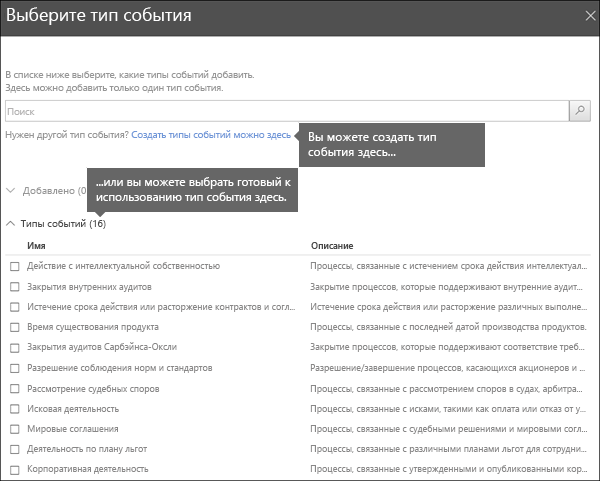 Выберите тип события
В списке ниже выберите, какие типы событий добавить.
Здесь можно добавить только один тип события.
Поиск
Нужен другой тип события? Создать типы событий можно здесь
Вы можете создать тип
события здесь...
Добавлено (0
...или вы можете выбрать готовый к
использованию тип события здесь.
Типы событий (16)
Имя Описание
Действие с интеллектуальной собственностью Процессы, связанные с истечением срока действия интеллектуал...
Закрытия внутренних аудитов Закрытие процессов, которые поддерживают внутренние аудит...
Истечение срока действия или расторжение контрактов и согл... Истечение срока действия или расторжение различных выполне...
Время существования продукта Процессы, связанные с последней датой производства продуктов.
Закрытия аудитов Сарбэйнса-Оксли Закрытие процессов, которые поддерживают соответствие треб...
Разрешение соблюдения норм и стандартов Разрешение/завершение процессов, касающихся акционеров и ...
Рассмотрение судебных споров Процессы, связанные с рассмотрением споров в судах, арбитра...
Исковая деятельность Процессы, связанные с исками, такими как оплата или отказ от у...
Мировые соглашения Процессы, связанные с судебными решениями и мировыми согл...
Деятельность по плану льгот Процессы, связанные с различными планами льгот для сотрудни...
Корпоративная деятельность Процессы, связанные с утвержденными и опубликованными кор...